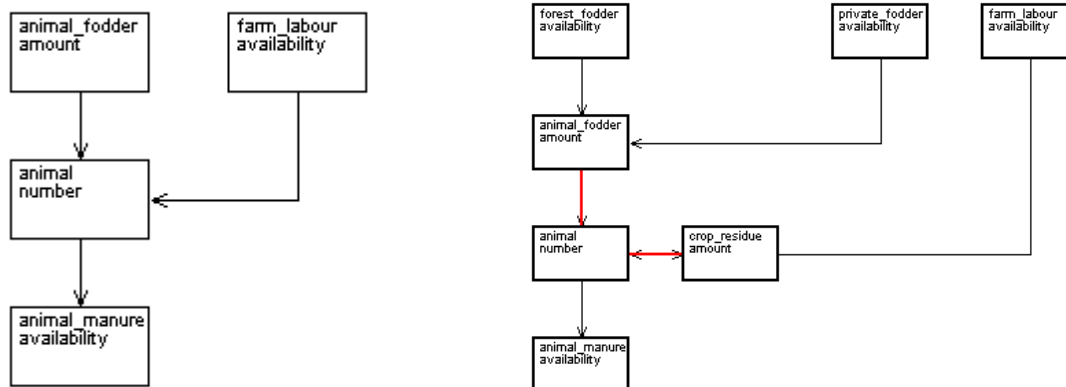 animal_fodder
amount
farm_labour
availability
animal
number
animal_manure
availability
forest_fodder
availability
private_fodder
availability
farm_labour
availability
animal_fodder
amount
animal
number
crop_residue
amount
animal_manure
availability